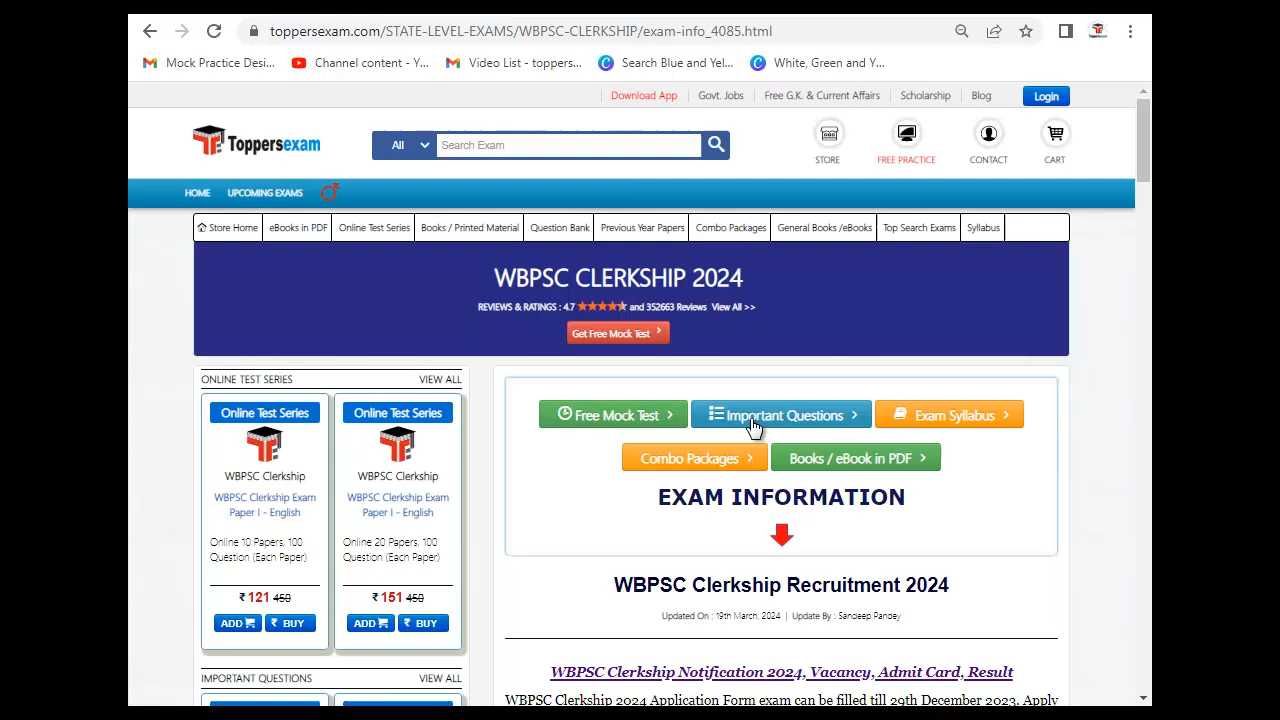 toppersexam.com/STATE-LEVEL-EXAMS/WBPSC-CLERKSHIP/exam-info_4085.html
Mock Practice Desi... Channel content - Y... Video List - toppers... Search Blue and Yel... White, Green and Y...
Download App Govt. Jobs Free G.K. & Current Affairs Scholarship Blog Login
Toppersexam All Search Exam
STORE FREE PRACTICE CONTACT CART
HOME UPCOMING EXAMS
Store Home eBooks in PDF Online Test Series Books / Printed Material Question Bank Previous Year Papers Combo Packages General Books /eBooks Top Search Exams Syllabus
WBPSC CLERKSHIP 2024
REVIEWS & RATINGS : 4.7 and 352663 Reviews View All >>
Get Free Mock Test
ONLINE TEST SERIES VIEW ALL
Online Test Series Online Test Series
WBPSC Clerkship WBPSC Clerkship
WBPSC Clerkship Exam WBPSC Clerkship Exam
Paper I - English Paper I - English
Online 10 Papers, 100 Online 20 Papers, 100
Question (Each Paper) Question (Each Paper)
₹ 121 450 ₹ 151 450
ADD ₹ BUY ADD ₹ BUY
IMPORTANT QUESTIONS VIEW ALL
Free Mock Test Important Questions Exam Syllabus
Combo Packages Books / eBook in PDF
EXAM INFORMATION
WBPSC Clerkship Recruitment 2024
Updated On : 19th March, 2024 | Update By : Sandeep Pandey
WBPSC Clerkship Notification 2024, Vacancy, Admit Card, Result
WBPSC Clerkship 2024 Application Form exam can be filled till 29th December 2023. Apply